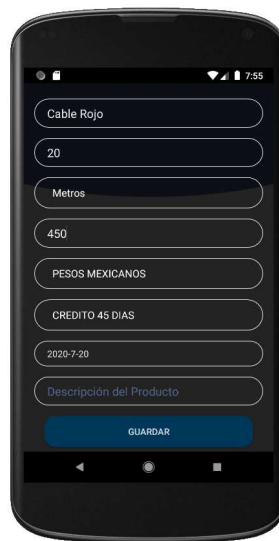 7:55
Cable Rojo
20
Metros
450
PESOS MEXICANOS
CREDITO 45 DIAS
2020-7-20
Descripción del Producto
GUARDAR